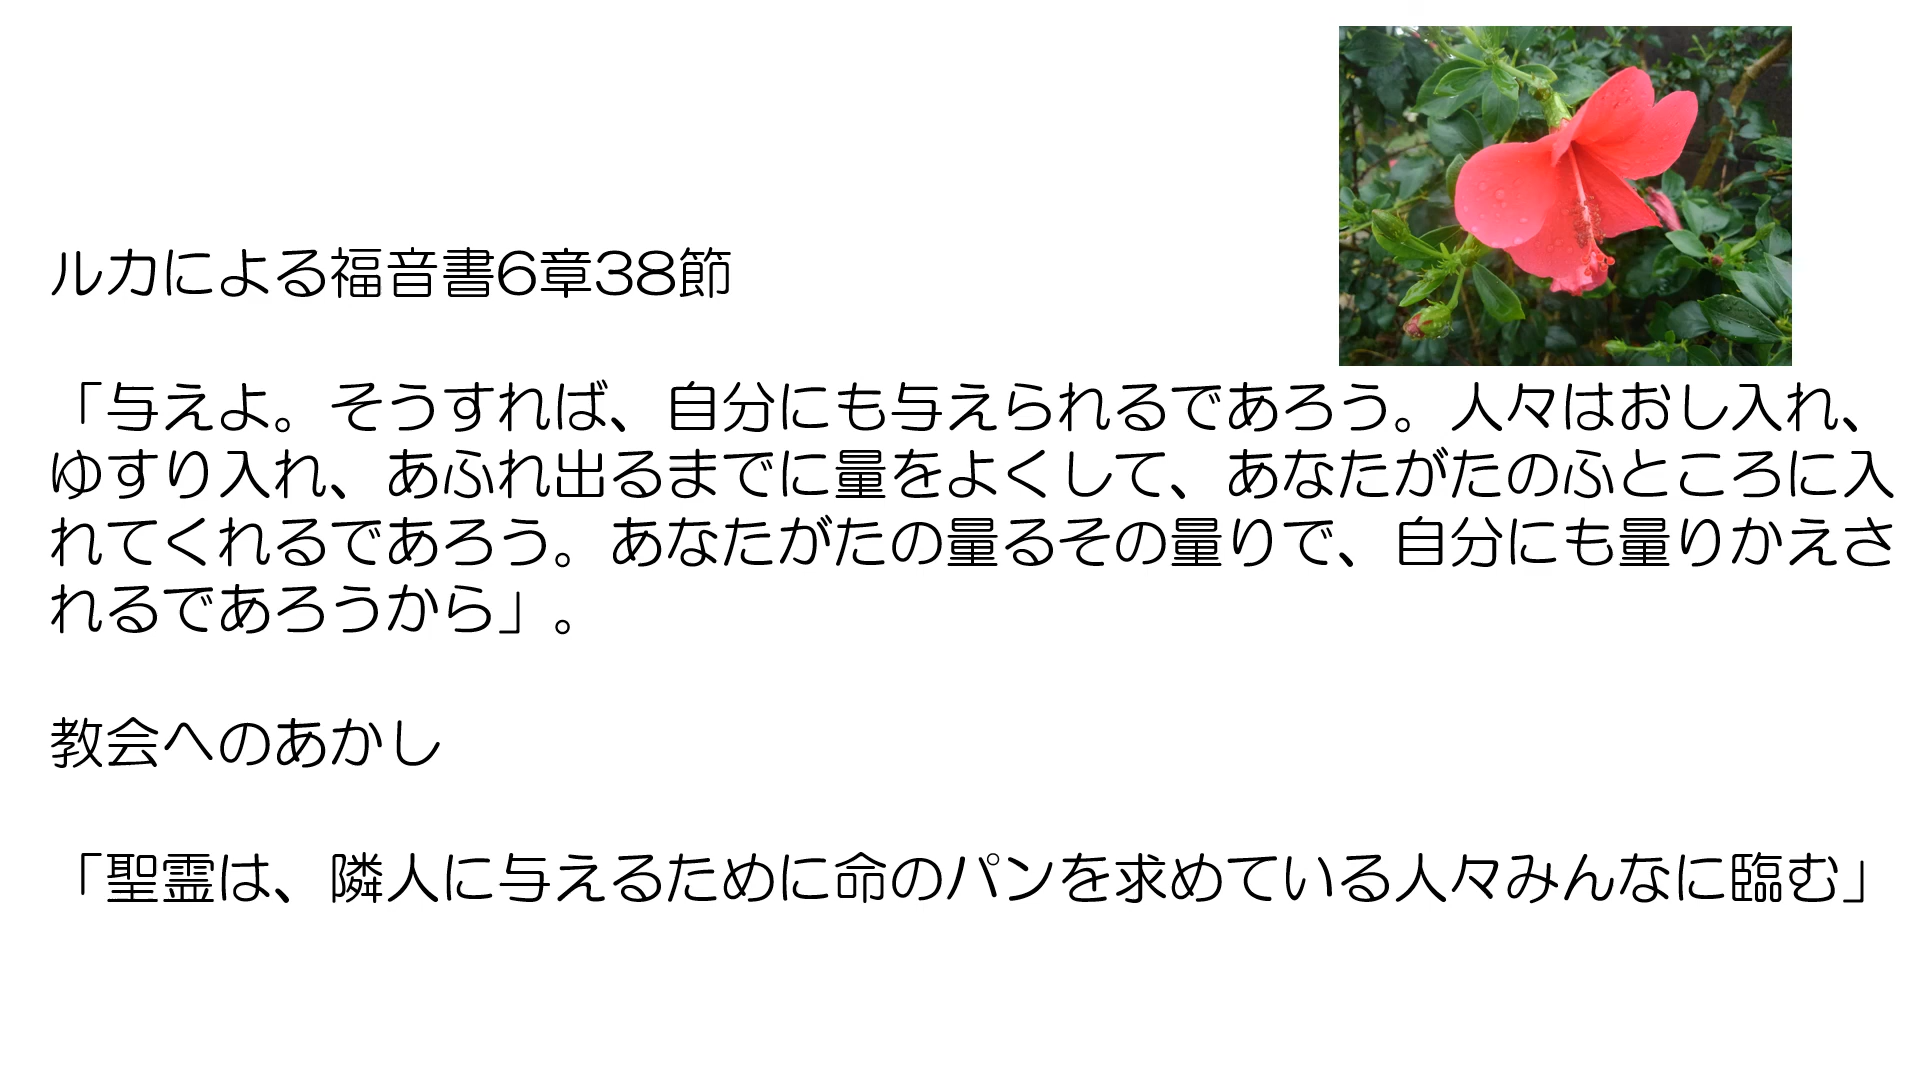 ルカによる福音書6章38節
「与えよ。そうすれば、自分にも与えられるであろう。人々はおし入れ、
ゆすり入れ、あふれ出るまでに量をよくして、あなたがたのふところに入
れてくれるであろう。あなたがたの量るその量りで、自分にも量りかえさ
れるであろうから」。
教会へのあかし
「聖霊は、隣人に与えるために命のパンを求めている人々みんなに臨む」